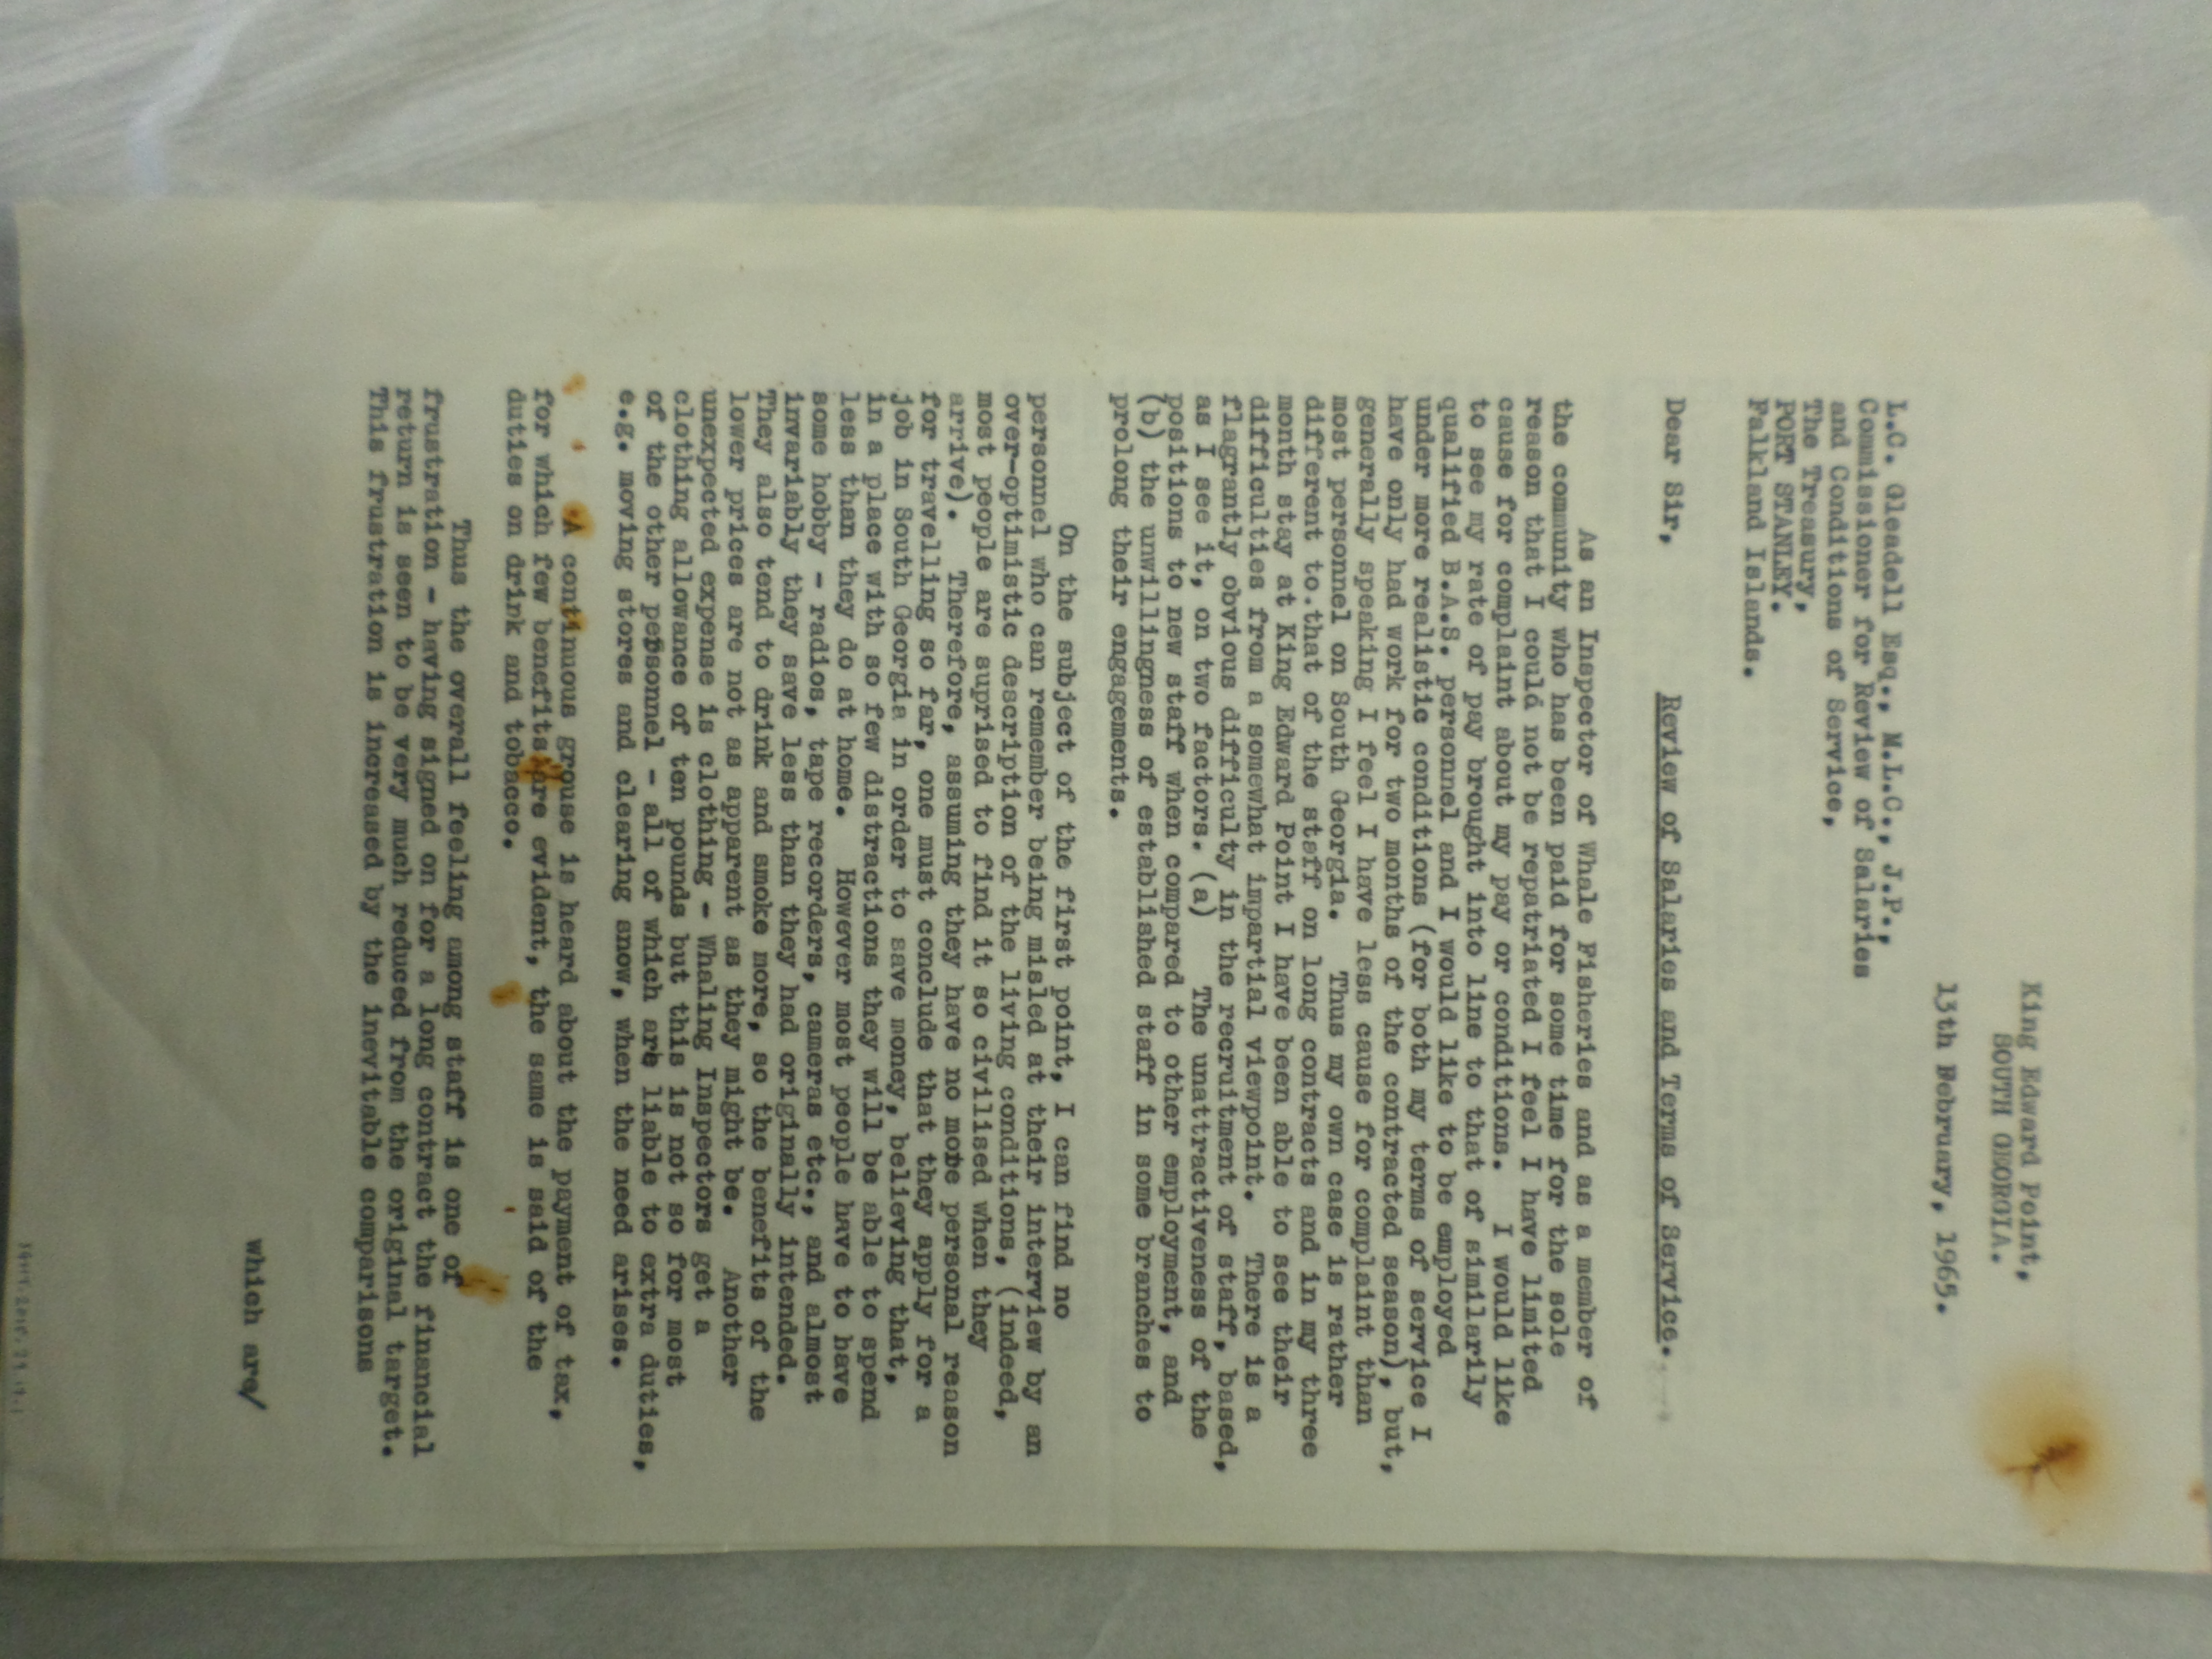 King Edward Point,
SOUTH GEORGIA.
13th February, 1965.
L.C. Gleadell Esq., M.L.C., J.P.,
Commissioner for Review of Salaries
and Conditions of Service,
The Treasury,
PORT STANLEY.
Falkland Islands.
Dear Sir,
Review of Salaries and Terms of Service.
As an Inspector of Whale Fisheries and as a member of
the community who has been paid for some time for the sole
reason that I could not be repatriated I feel I have limited
cause for complaint about my pay or conditions. I would like
to see my rate of pay brought into line to that of similarily
qualified B.A.S. personnel and I would like to be employed
under more realistic conditions (for both my terms of service I
have only had work for two months of the contracted season), but,
generally speaking I feel I have less cause for complaint than
most personnel on South Georgia. Thus my own case is rather
different to.that of the staff on long contracts and in my three
month stay at King Edward Point I have been able to see their
difficulties from a somewhat impartial viewpoint. There is a
flagrantly obvious difficulty in the recruitment of staff, based,
as I see it, on two factors. (a) The unattractiveness of the
positions to new staff when compared to other employment, and
(b) the unwillingness of established staff in some branches to
prolong their engagements.
On the subject of the first point, I can find no
personnel who can remember being misled at their interview by an
over-optimistic description of the living conditions, (indeed,
most people are suprised to find it so civilised when they
arrive). Therefore, assuming they have no more personal reason
for travelling so far, one must conclude that they apply for a
job in South Georgia in order to save money, believing that,
in a place with so few distractions they will be able to spend
less than they do at home. However most people have to have
some hobby - radios, tape recorders, cameras etc., and almost
invariably they save less than they had originally intended.
They also tend to drink and smoke more, so the benefits of the
lower prices are not as apparent as they might be. Another
unexpected expense is clothing - Whaling Inspectors get a
clothing allowance of ten pounds but this is not so for most
of the other personnel - all of which are liable to extra duties,
e.g. moving stores and clearing snow, when the need arises.
A continuous grouse is heard about the payment of tax,
for which few benefits are evident, the same is said of the
duties on drink and tobacco.
Thus the overall feeling among staff is one of
frustration - having signed on for a long contract the financial
return is seen to be very much reduced from the original target.
This frustration is increased by the inevitable comparisons
which are/